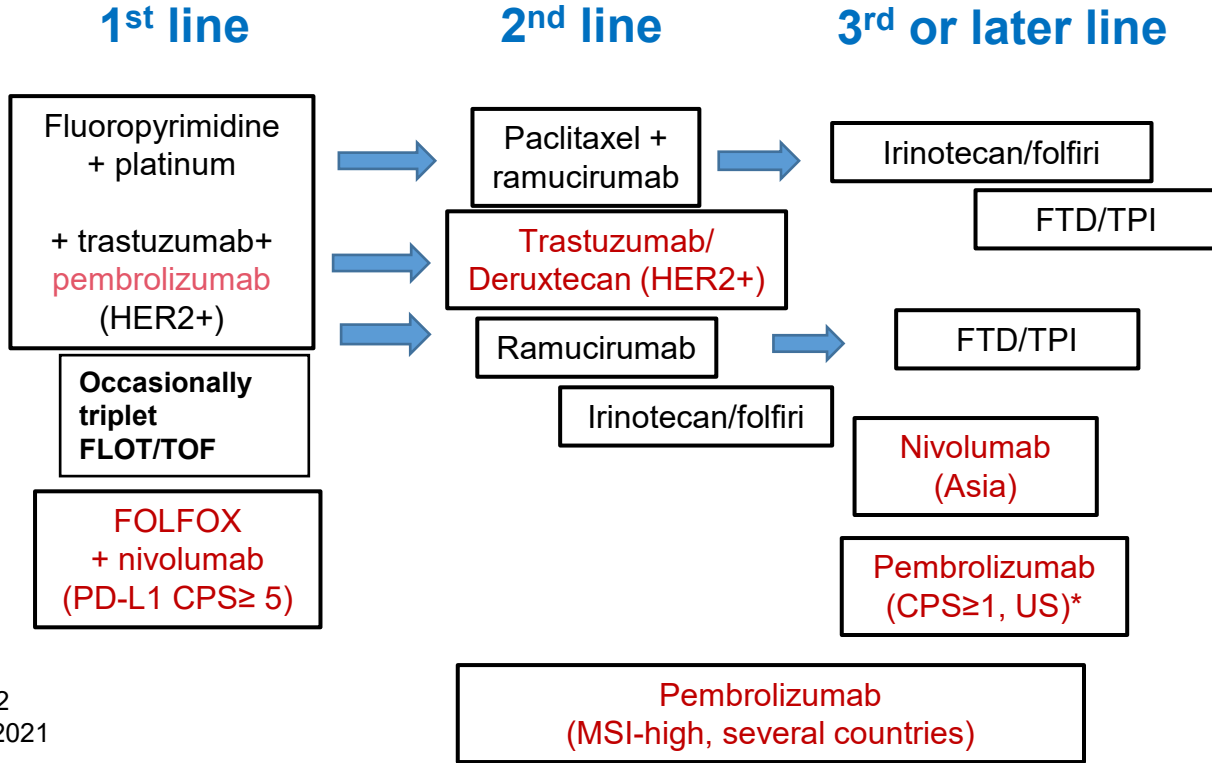 1st line
2nd line
3rd or later line
Fluoropyrimidine
+ platinum
+ trastuzumab+
pembrolizumab
(HER2+)
Occasionally
triplet
FLOT/TOF
FOLFOX
+ nivolumab
(PD-L1 CPS≥ 5)
Paclitaxel +
ramucirumab
Trastuzumab/
Deruxtecan (HER2+)
Ramucirumab
Irinotecan/folfiri
Irinotecan/folfiri
FTD/TPI
FTD/TPI
Nivolumab
(Asia)
Pembrolizumab
(CPS≥1, US)*
Pembrolizumab
(MSI-high, several countries)
2
2021